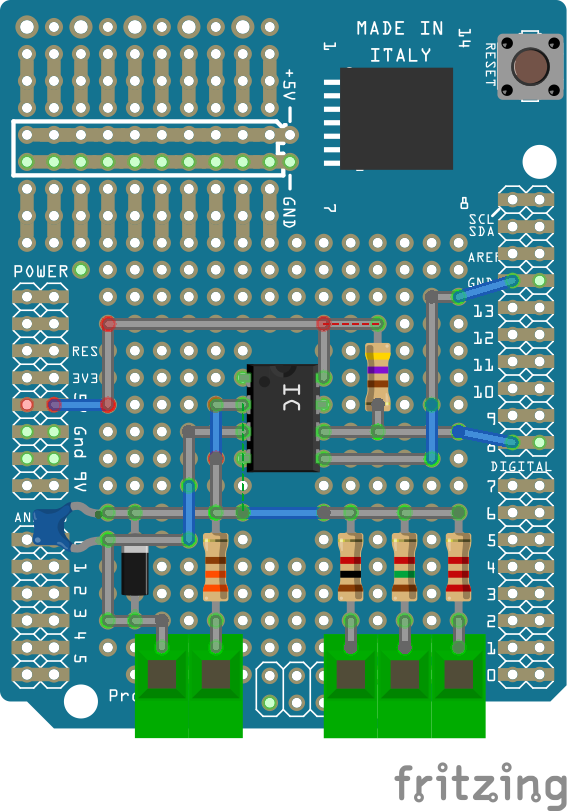 MADE IN
ITALY
1
14
RESET
+5V
GND
7
8
SCL
SDA
AREF
GND
POWER
RES
3V3
Gnd
9V
13
12
11
10
9
8
DIGITAL
7
6
5
4
3
2
1
0
IC
AN
0
1
2
3
4
5
Pro
fritzing